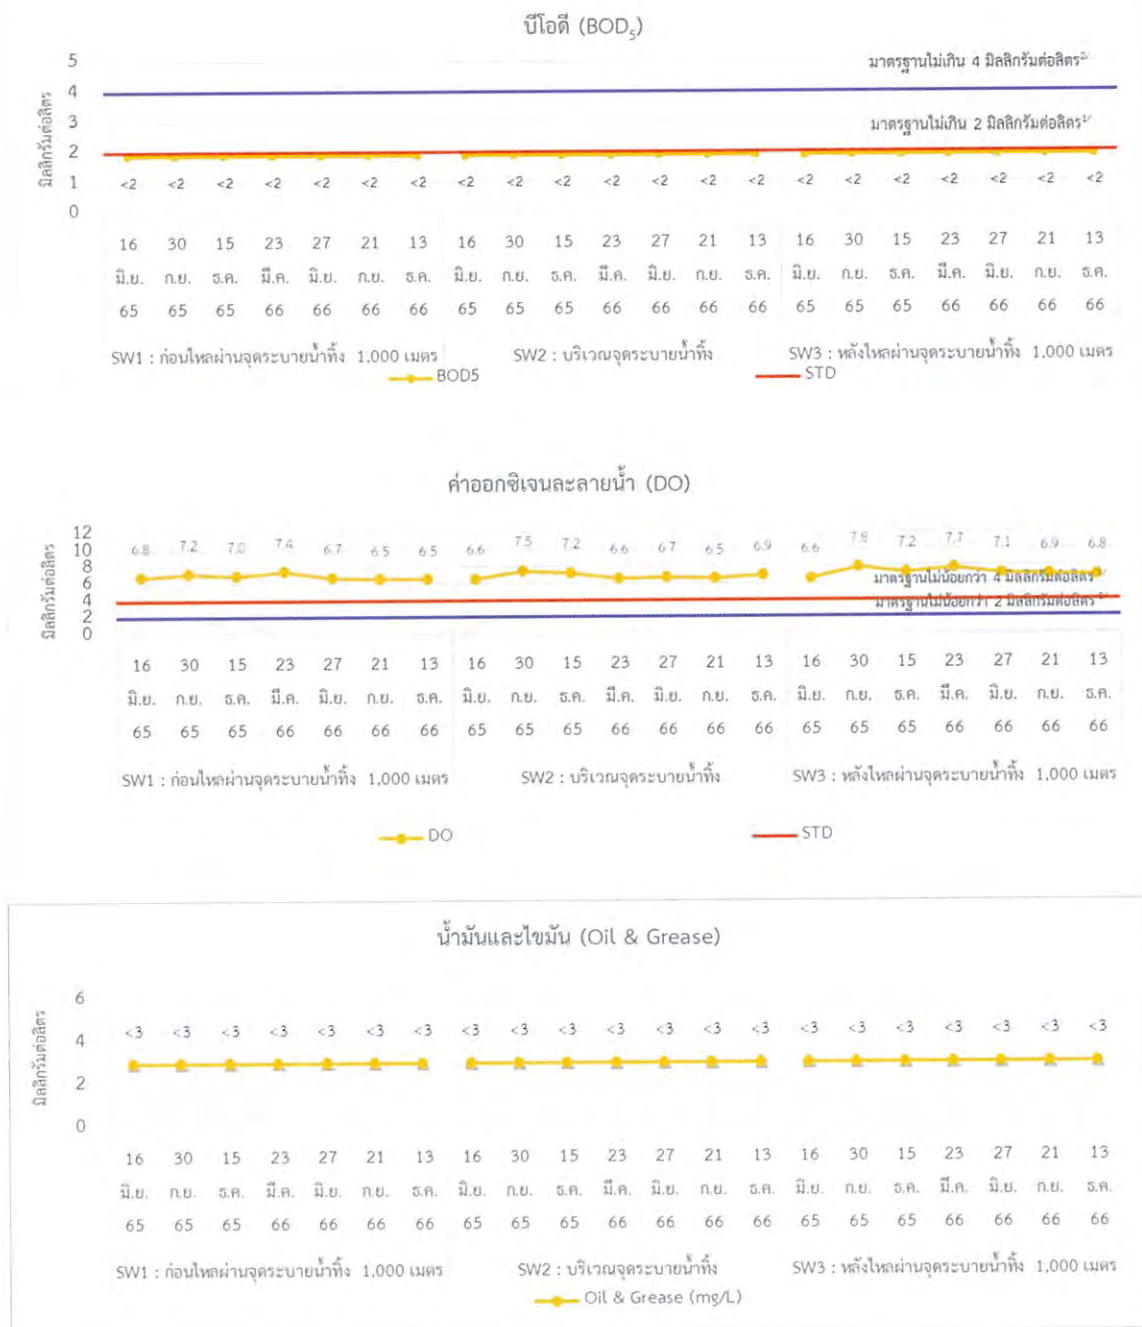 บีโอดี (BOD₅)
มาตรฐานไม่เกิน 4 มิลลิกรัมต่อลิตร²⁄
มาตรฐานไม่เกิน 2 มิลลิกรัมต่อลิตร¹⁄
มิลลิกรัมต่อลิตร
5
4
3
2
1
0
<2 <2 <2 <2 <2 <2 <2 <2 <2 <2 <2 <2 <2 <2 <2 <2 <2 <2 <2 <2 <2
16 30 15 23 27 21 13 16 30 15 23 27 21 13 16 30 15 23 27 21 13
มิ.ย. ก.ย. ธ.ค. มี.ค. มิ.ย. ก.ย. ธ.ค. มิ.ย. ก.ย. ธ.ค. มี.ค. มิ.ย. ก.ย. ธ.ค. มิ.ย. ก.ย. ธ.ค. มี.ค. มิ.ย. ก.ย. ธ.ค.
65 65 65 66 66 66 66 65 65 65 66 66 66 66 65 65 65 66 66 66 66
SW1 : ก่อนไหลผ่านจุดระบายน้ำทิ้ง 1,000 เมตร SW2 : บริเวณจุดระบายน้ำทิ้ง SW3 : หลังไหลผ่านจุดระบายน้ำทิ้ง 1,000 เมตร
BOD5 STD
ค่าออกซิเจนละลายน้ำ (DO)
มิลลิกรัมต่อลิตร
12
10
8
6
4
2
0
6.8 7.2 7.0 7.4 6.7 6.5 6.5 6.6 7.5 7.2 6.6 6.7 6.5 6.9 6.6 7.8 7.2 7.7 7.1 6.9 6.8
มาตรฐานไม่น้อยกว่า 4 มิลลิกรัมต่อลิตร
มาตรฐานไม่น้อยกว่า 2 มิลลิกรัมต่อลิตร
16 30 15 23 27 21 13 16 30 15 23 27 21 13 16 30 15 23 27 21 13
มิ.ย. ก.ย. ธ.ค. มี.ค. มิ.ย. ก.ย. ธ.ค. มิ.ย. ก.ย. ธ.ค. มี.ค. มิ.ย. ก.ย. ธ.ค. มิ.ย. ก.ย. ธ.ค. มี.ค. มิ.ย. ก.ย. ธ.ค.
65 65 65 66 66 66 66 65 65 65 66 66 66 66 65 65 65 66 66 66 66
SW1 : ก่อนไหลผ่านจุดระบายน้ำทิ้ง 1,000 เมตร SW2 : บริเวณจุดระบายน้ำทิ้ง SW3 : หลังไหลผ่านจุดระบายน้ำทิ้ง 1,000 เมตร
DO STD
น้ำมันและไขมัน (Oil & Grease)
มิลลิกรัมต่อลิตร
6
4
2
0
<3 <3 <3 <3 <3 <3 <3 <3 <3 <3 <3 <3 <3 <3 <3 <3 <3 <3 <3 <3 <3
16 30 15 23 27 21 13 16 30 15 23 27 21 13 16 30 15 23 27 21 13
มิ.ย. ก.ย. ธ.ค. มี.ค. มิ.ย. ก.ย. ธ.ค. มิ.ย. ก.ย. ธ.ค. มี.ค. มิ.ย. ก.ย. ธ.ค. มิ.ย. ก.ย. ธ.ค. มี.ค. มิ.ย. ก.ย. ธ.ค.
65 65 65 66 66 66 66 65 65 65 66 66 66 66 65 65 65 66 66 66 66
SW1 : ก่อนไหลผ่านจุดระบายน้ำทิ้ง 1,000 เมตร SW2 : บริเวณจุดระบายน้ำทิ้ง SW3 : หลังไหลผ่านจุดระบายน้ำทิ้ง 1,000 เมตร
Oil & Grease (mg/L)